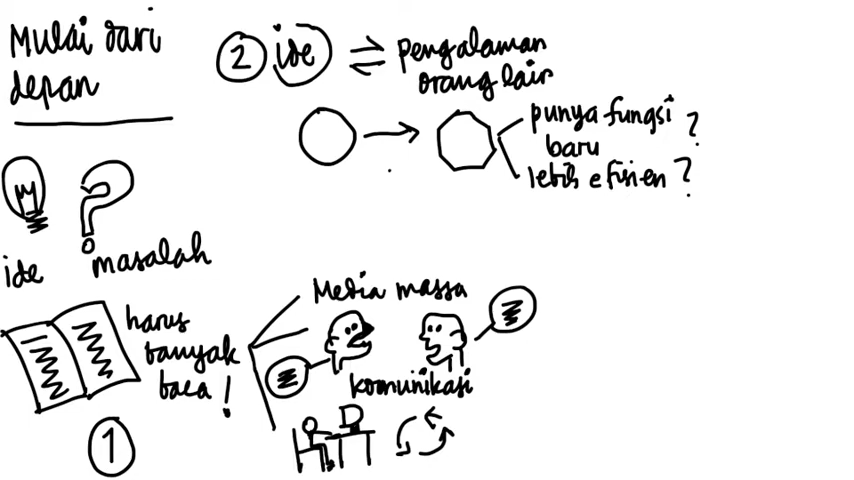 Mulai dari
depan
ide
masalah
harus
banyak
baca!
1
Media massa
komunikasi
2 ide ⇌ pengalaman
orang lain
punya fungsi
baru ?
lebih efisien ?